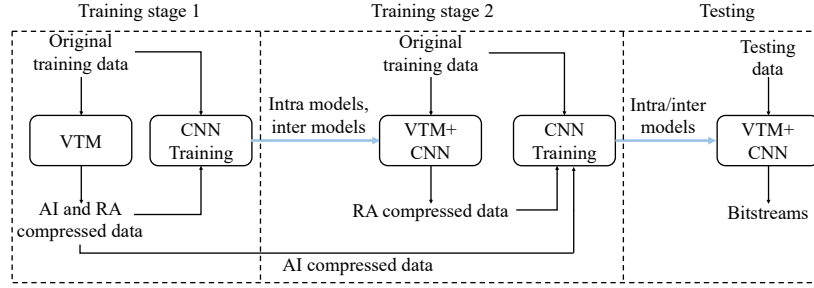 Training stage 1
Training stage 2
Testing
Original
training data
VTM
CNN
Training
AI and RA
compressed data
Intra models,
inter models
Original
training data
VTM+
CNN
RA compressed data
CNN
Training
AI compressed data
Intra/inter
models
Testing
data
VTM+
CNN
Bitstreams